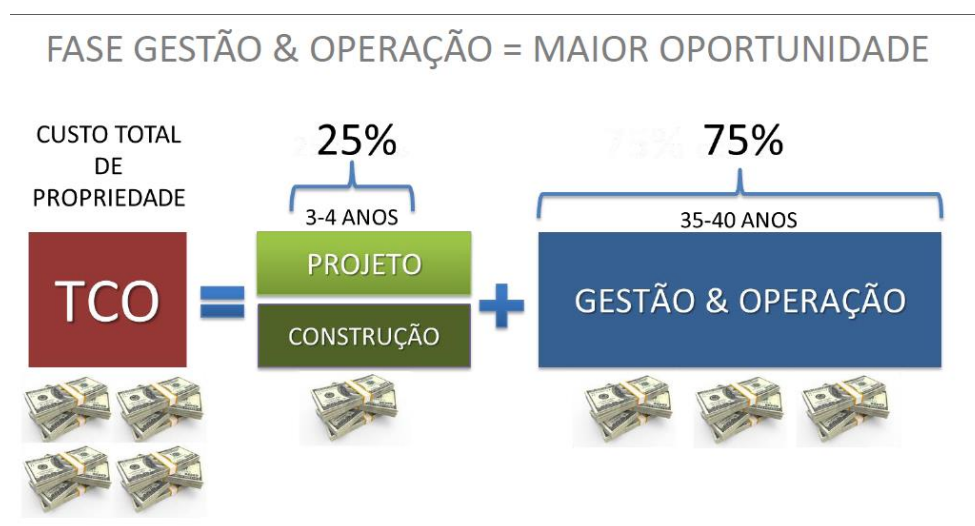 FASE GESTÃO & OPERAÇÃO = MAIOR OPORTUNIDADE
CUSTO TOTAL
DE
PROPRIEDADE
25%
75%
3-4 ANOS
35-40 ANOS
TCO
=
PROJETO
CONSTRUÇÃO
+
GESTÃO & OPERAÇÃO